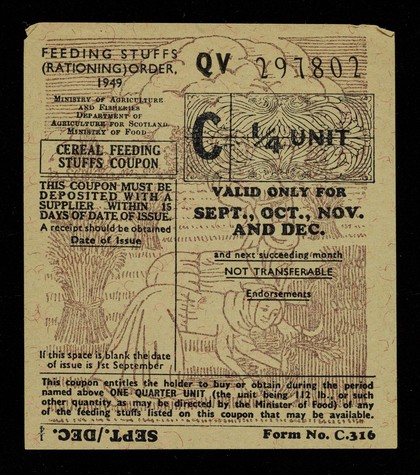 FEEDING STUFFS
(RATIONING) ORDER,
1949
QV 297802
MINISTRY OF AGRICULTURE
AND FISHERIES
DEPARTMENT OF
AGRICULTURE FOR SCOTLAND
MINISTRY OF FOOD
CEREAL FEEDING
STUFFS COUPON
THIS COUPON MUST BE
DEPOSITED WITH A
SUPPLIER WITHIN 15
DAYS OF DATE OF ISSUE.
A receipt should be obtained
Date of Issue
C 1/4 UNIT
VALID ONLY FOR
SEPT., OCT., NOV.
AND DEC.
and next succeeding month
NOT TRANSFERABLE
Endorsements
If this space is blank the date
of issue is 1st September
This coupon entitles the holder to buy or obtain during the period
named above ONE QUARTER UNIT (the unit being 112 lb., or such
other quantity as may be directed by the Minister of Food) of any
of the feeding stuffs listed on this coupon that may be available.
SEPT./DEC.
Form No. C.316